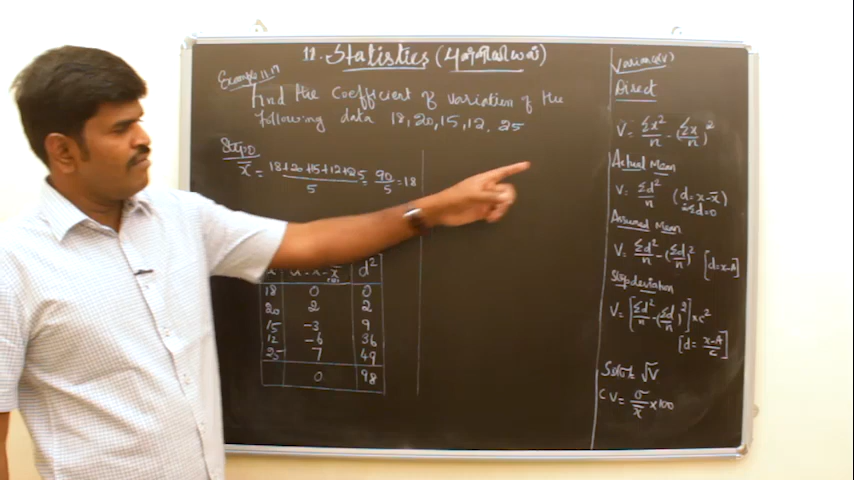 11. Statistics (புள்ளியியல்)
Example 11.17
Find the Coefficient of variation of the
following data 18, 20, 15, 12, 25
x̄ = 18+20+15+12+25/5 = 90/5 = 18
d²
18 0 0
20 2 2
15 -3 9
12 -6 36
25 7 49
0 98
Variance(V)
Direct
V = Σx²/n - (Σx/n)²
Actual Mean
V = Σd²/n (d = x-x̄)
Σd=0
Assumed Mean
V = Σd²/n - (Σd/n)² [d=x-A]
Step deviation
V = [Σd²/n - (Σd/n)²] × c²
[d = x-A/c]
√V
CV = σ/x̄ × 100